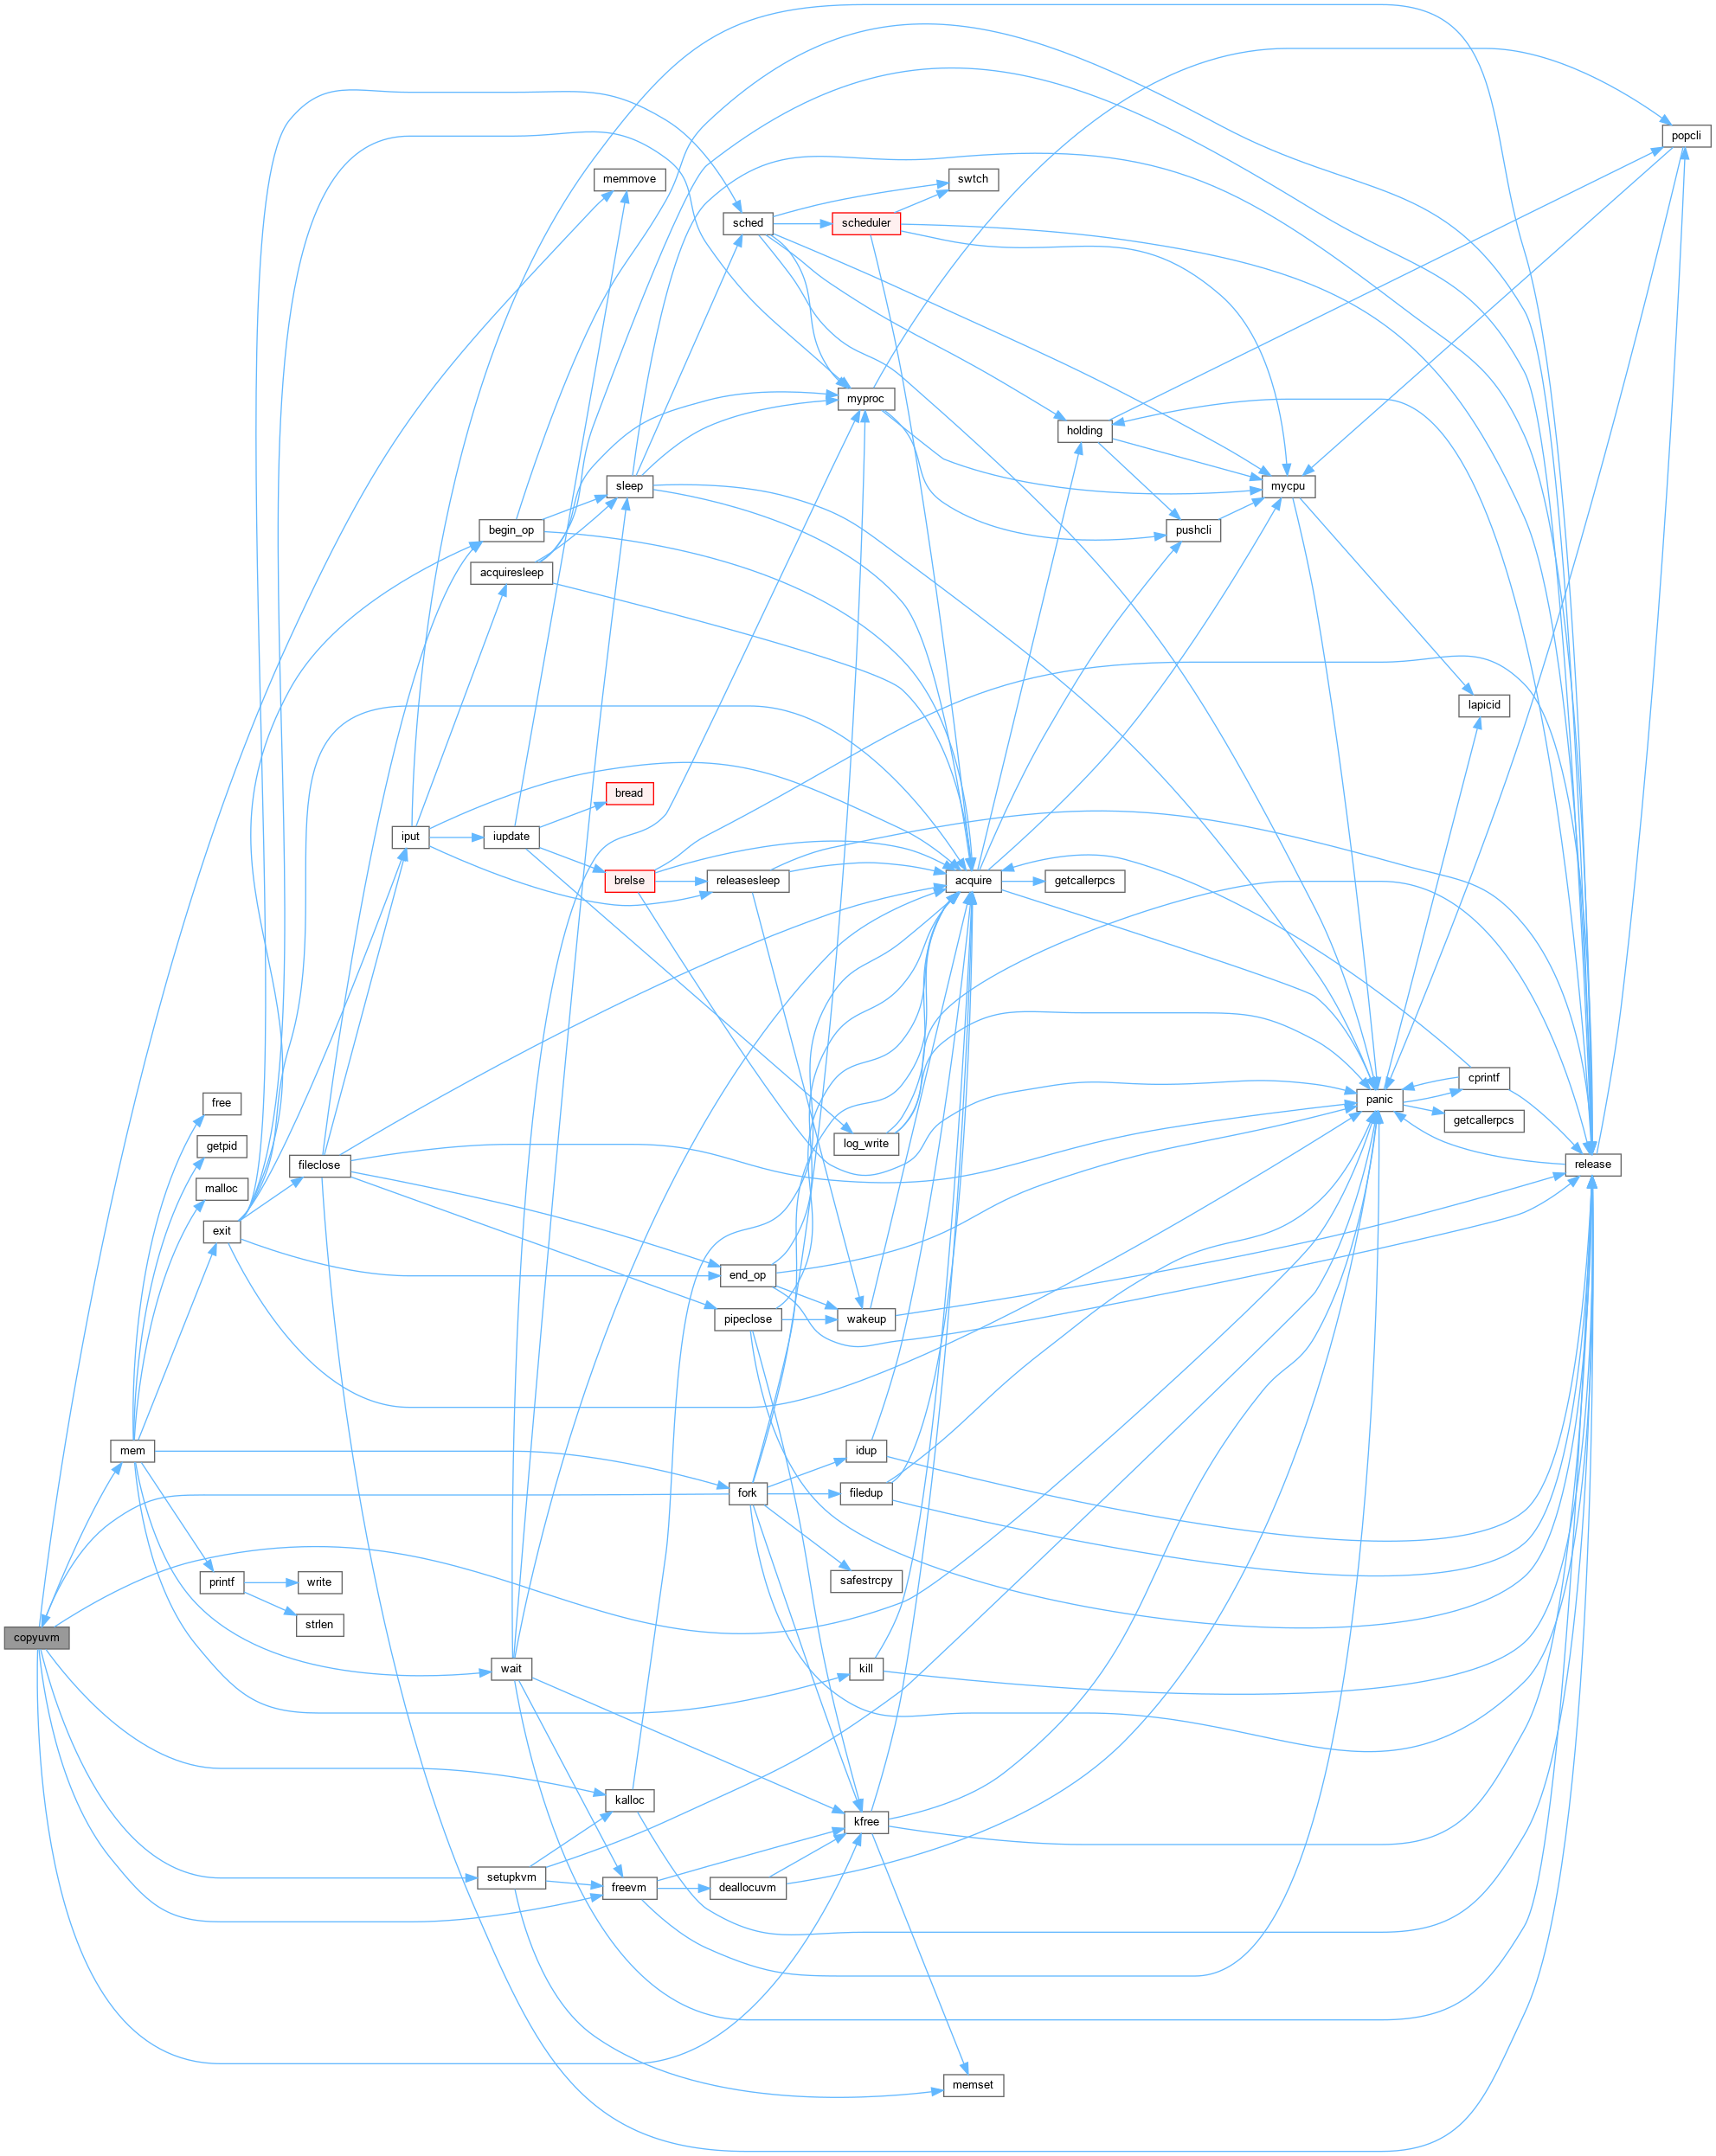 popcli
memmove
swtch
sched
scheduler
myproc
holding
sleep
mycpu
begin_op
pushcli
acquiresleep
lapicid
bread
iput
iupdate
brelse
releasesleep
acquire
getcallerpcs
cprintf
free
panic
getcallerpcs
getpid
log_write
fileclose
release
malloc
exit
end_op
pipeclose
wakeup
mem
idup
fork
filedup
printf
write
safestrcpy
strlen
copyuvm
wait
kill
kalloc
kfree
setupkvm
freevm
deallocuvm
memset